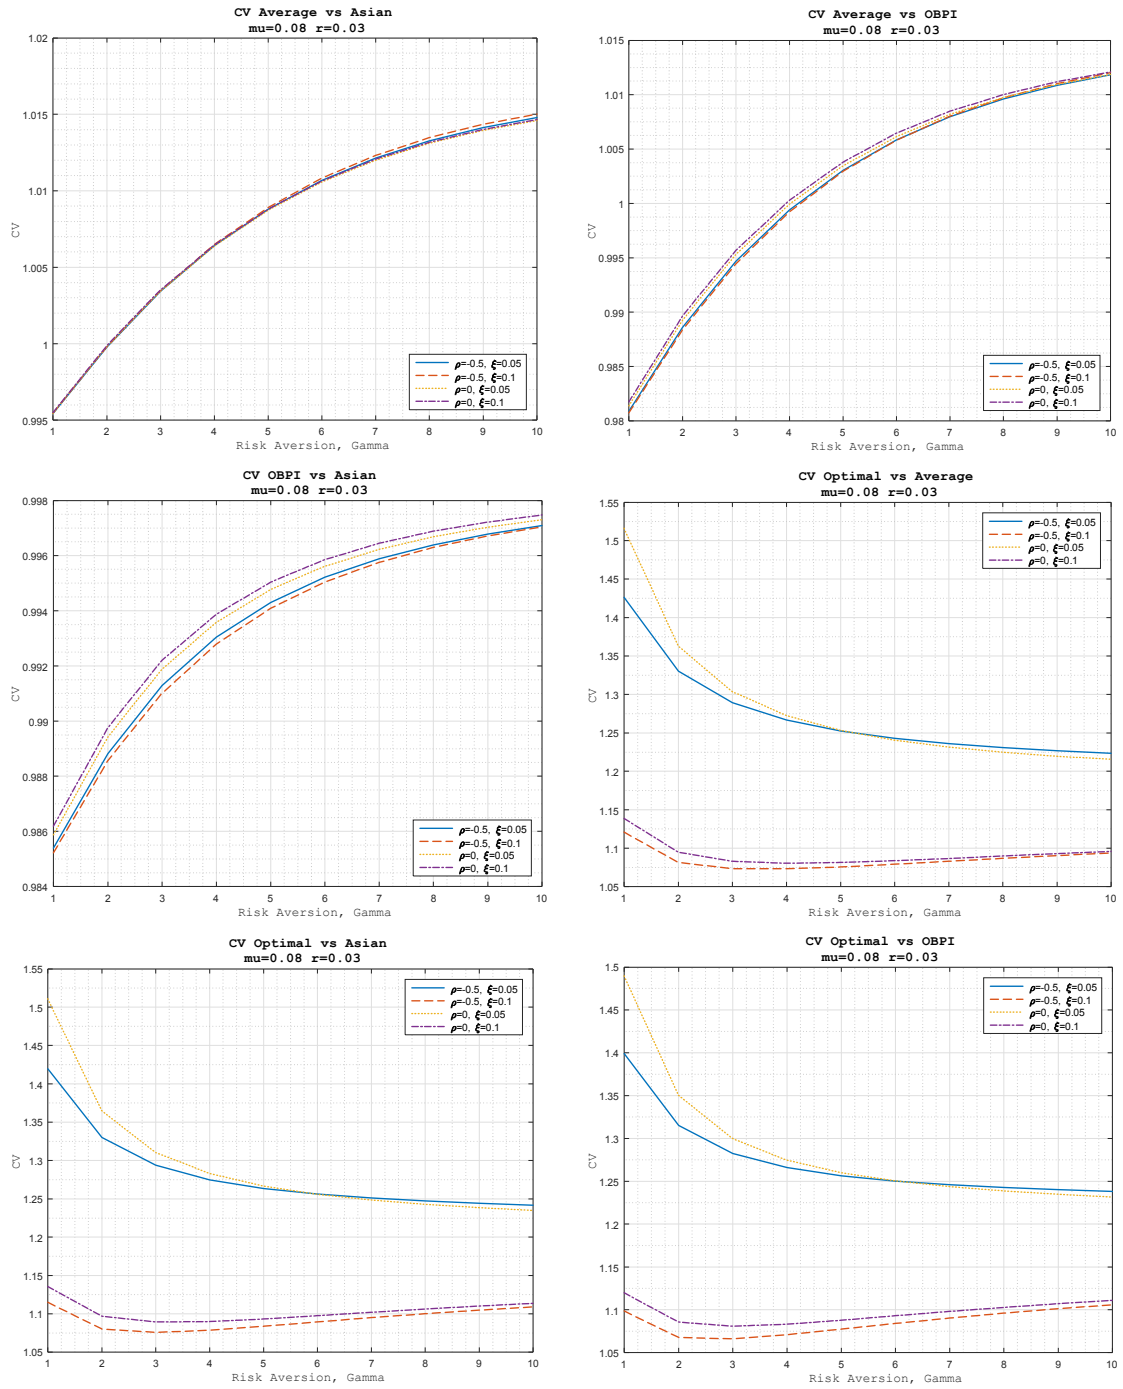 CV Average vs Asian
mu=0.08 r=0.03
1.02
1.015
1.01
1.005
1
0.995
CV
1 2 3 4 5 6 7 8 9 10
Risk Aversion, Gamma
ρ=-0.5, ξ=0.05
ρ=-0.5, ξ=0.1
ρ=0, ξ=0.05
ρ=0, ξ=0.1
CV Average vs OBPI
mu=0.08 r=0.03
1.015
1.01
1.005
1
0.995
0.99
0.985
0.98
CV
1 2 3 4 5 6 7 8 9 10
Risk Aversion, Gamma
ρ=-0.5, ξ=0.05
ρ=-0.5, ξ=0.1
ρ=0, ξ=0.05
ρ=0, ξ=0.1
CV OBPI vs Asian
mu=0.08 r=0.03
0.998
0.996
0.994
0.992
0.99
0.988
0.986
0.984
CV
1 2 3 4 5 6 7 8 9 10
Risk Aversion, Gamma
ρ=-0.5, ξ=0.05
ρ=-0.5, ξ=0.1
ρ=0, ξ=0.05
ρ=0, ξ=0.1
CV Optimal vs Average
mu=0.08 r=0.03
1.55
1.5
1.45
1.4
1.35
1.3
1.25
1.2
1.15
1.1
1.05
CV
1 2 3 4 5 6 7 8 9 10
Risk Aversion, Gamma
ρ=-0.5, ξ=0.05
ρ=-0.5, ξ=0.1
ρ=0, ξ=0.05
ρ=0, ξ=0.1
CV Optimal vs Asian
mu=0.08 r=0.03
1.55
1.5
1.45
1.4
1.35
1.3
1.25
1.2
1.15
1.1
1.05
CV
1 2 3 4 5 6 7 8 9 10
Risk Aversion, Gamma
ρ=-0.5, ξ=0.05
ρ=-0.5, ξ=0.1
ρ=0, ξ=0.05
ρ=0, ξ=0.1
CV Optimal vs OBPI
mu=0.08 r=0.03
1.5
1.45
1.4
1.35
1.3
1.25
1.2
1.15
1.1
1.05
CV
1 2 3 4 5 6 7 8 9 10
Risk Aversion, Gamma
ρ=-0.5, ξ=0.05
ρ=-0.5, ξ=0.1
ρ=0, ξ=0.05
ρ=0, ξ=0.1